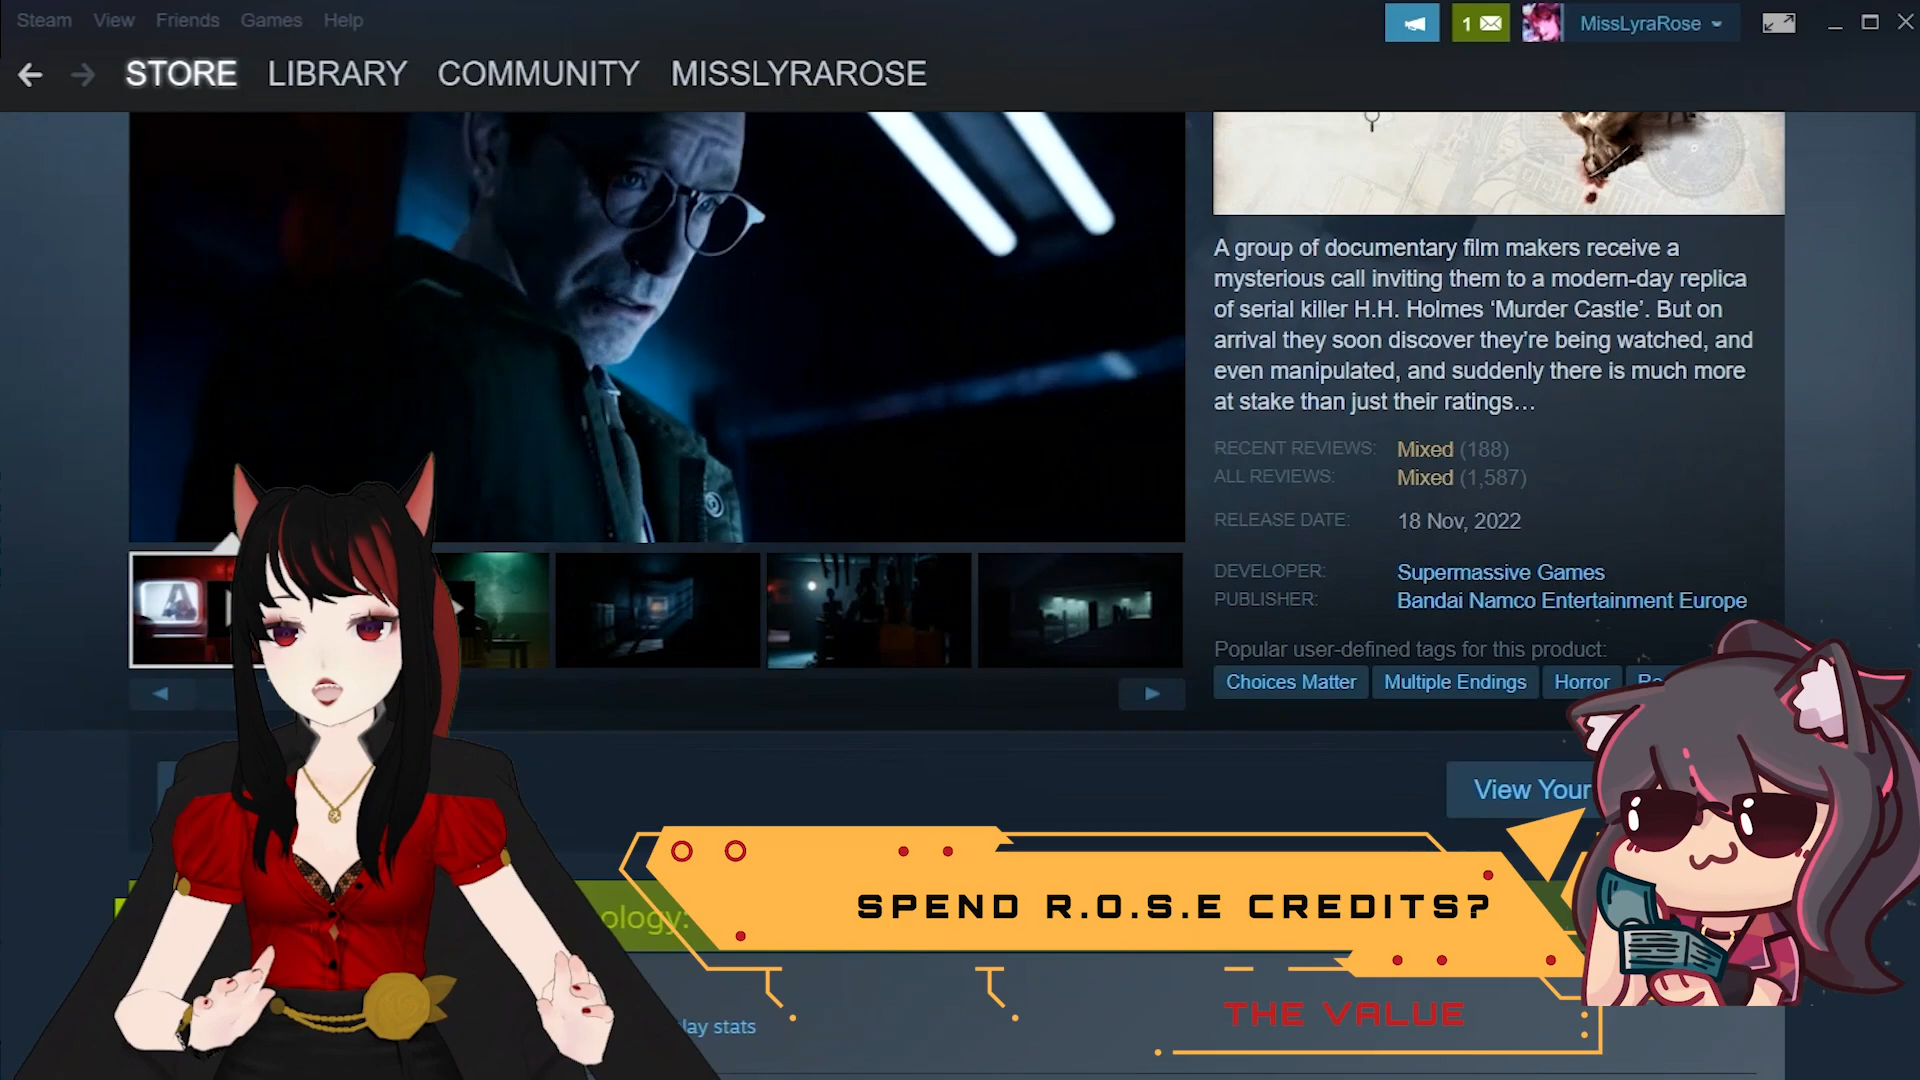 Steam View Friends Games Help
1
MissLyraRose
STORE LIBRARY COMMUNITY MISSLYRAROSE
A group of documentary film makers receive a
mysterious call inviting them to a modern-day replica
of serial killer H.H. Holmes ‘Murder Castle’. But on
arrival they soon discover they’re being watched, and
even manipulated, and suddenly there is much more
at stake than just their ratings…
RECENT REVIEWS: Mixed (188)
ALL REVIEWS: Mixed (1,587)
RELEASE DATE: 18 Nov, 2022
DEVELOPER: Supermassive Games
PUBLISHER: Bandai Namco Entertainment Europe
Popular user-defined tags for this product:
Choices Matter Multiple Endings Horror
View Your
SPEND R.O.S.E CREDITS?
ology:
THE VALUE
lay stats